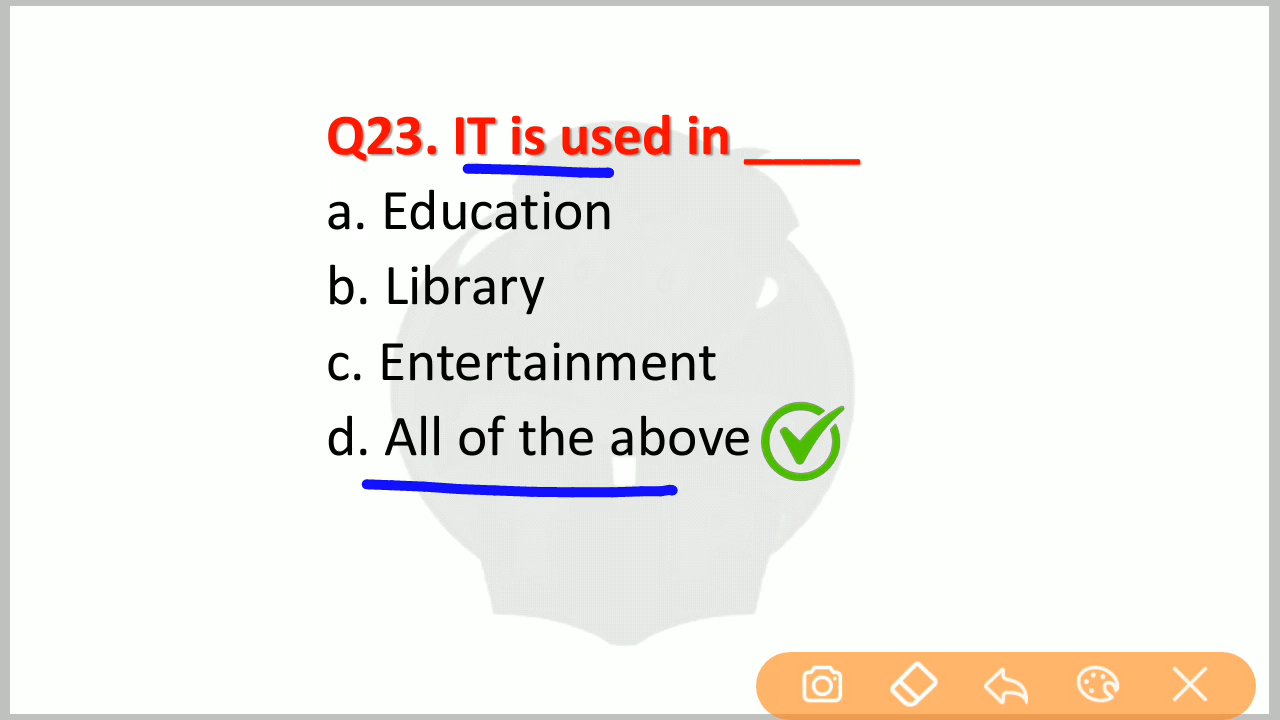 Q23. IT is used in ____
a. Education
b. Library
c. Entertainment
d. All of the above